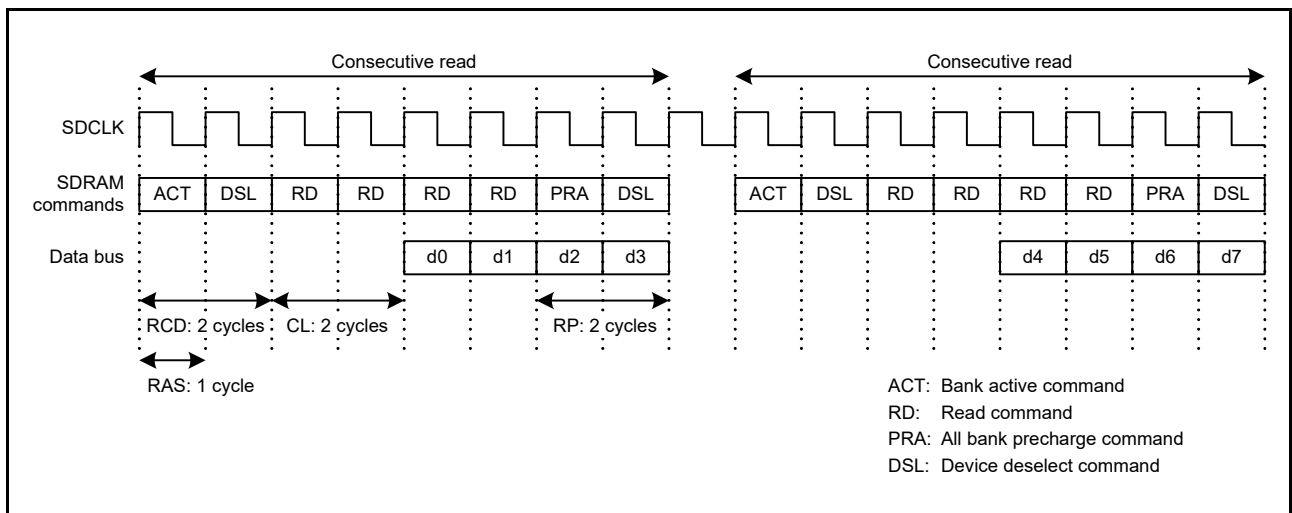 Consecutive read Consecutive read
SDCLK
SDRAM commands
ACT DSL RD RD RD RD PRA DSL ACT DSL RD RD RD RD PRA DSL
Data bus d0 d1 d2 d3 d4 d5 d6 d7
RCD: 2 cycles CL: 2 cycles RP: 2 cycles
RAS: 1 cycle
ACT: Bank active command
RD: Read command
PRA: All bank precharge command
DSL: Device deselect command